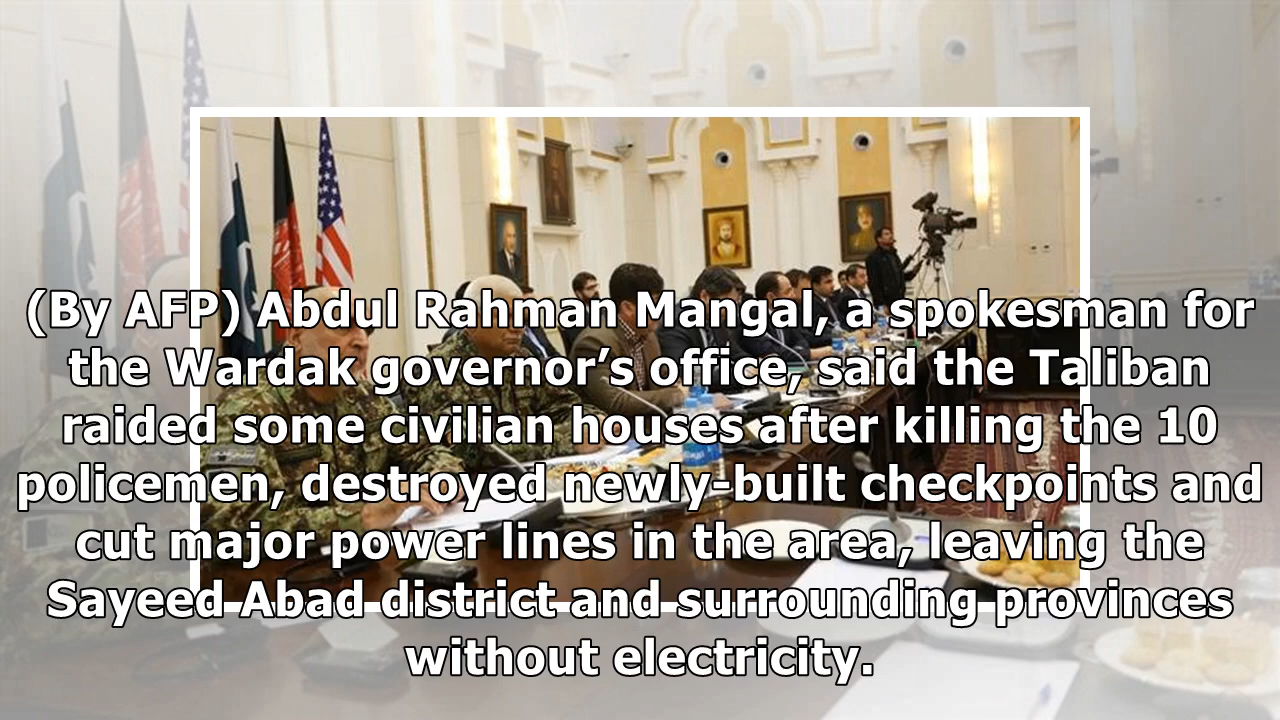 (By AFP) Abdul Rahman Mangal, a spokesman for
the Wardak governor’s office, said the Taliban
raided some civilian houses after killing the 10
policemen, destroyed newly-built checkpoints and
cut major power lines in the area, leaving the
Sayeed Abad district and surrounding provinces
without electricity.